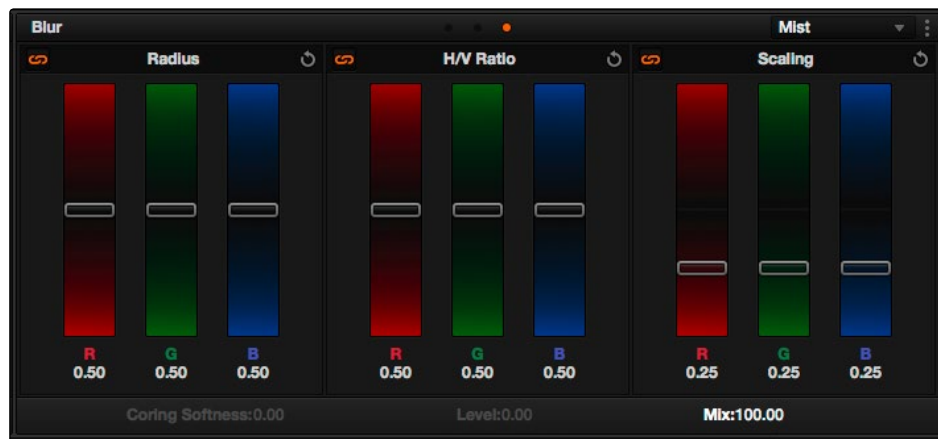 Blur Mist
Radius H/V Ratio Scaling
R G B R G B R G B
0.50 0.50 0.50 0.50 0.50 0.50 0.25 0.25 0.25
Coring Softness:0.00 Level:0.00 Mix:100.00